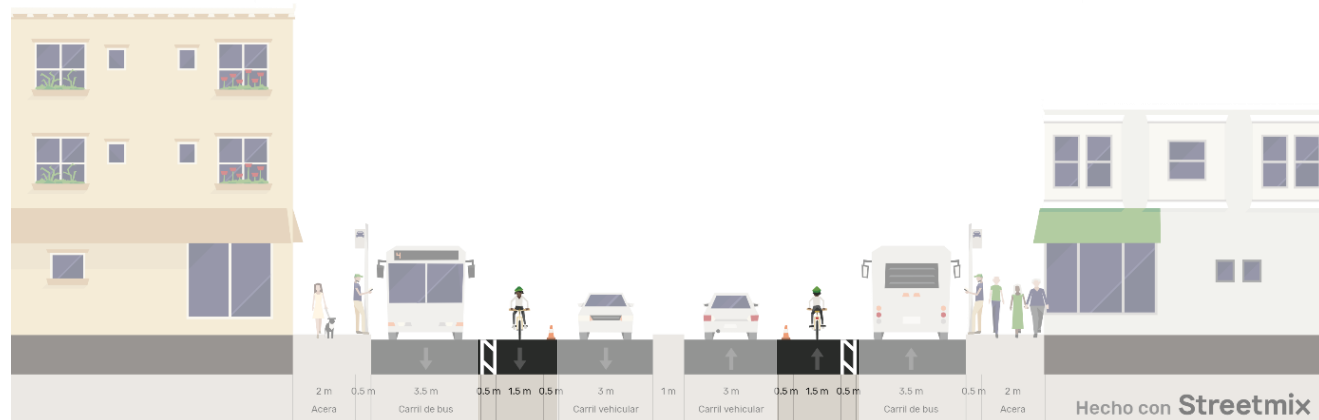 4
2 m 0.5 m 3.5 m 0.5 m 1.5 m 0.5 m 3 m 1 m 3 m 0.5 m 1.5 m 0.5 m 3.5 m 0.5 m 2 m
Acera Carril de bus Carril vehicular Carril vehicular Carril de bus Acera
Hecho con Streetmix